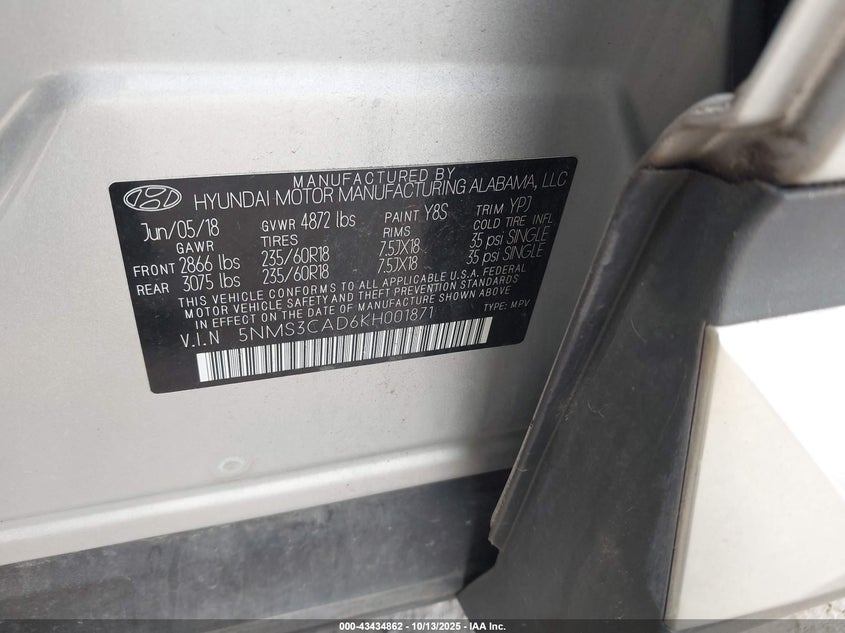 MANUFACTURED BY
HYUNDAI MOTOR MANUFACTURING ALABAMA, LLC
Jun/05/18 GVWR 4872 lbs PAINT Y8S TRIM YPJ
GAWR TIRES RIMS COLD TIRE INFL
FRONT 2866 lbs 235/60R18 7.5JX18 35 psi SINGLE
REAR 3075 lbs 235/60R18 7.5JX18 35 psi SINGLE
THIS VEHICLE CONFORMS TO ALL APPLICABLE U.S.A. FEDERAL
MOTOR VEHICLE SAFETY AND THEFT PREVENTION STANDARDS
IN EFFECT ON THE DATE OF MANUFACTURE SHOWN ABOVE
V.I.N 5NMS3CAD6KH001871 TYPE: MPV
000-43434862 - 10/13/2025 - IAA Inc.